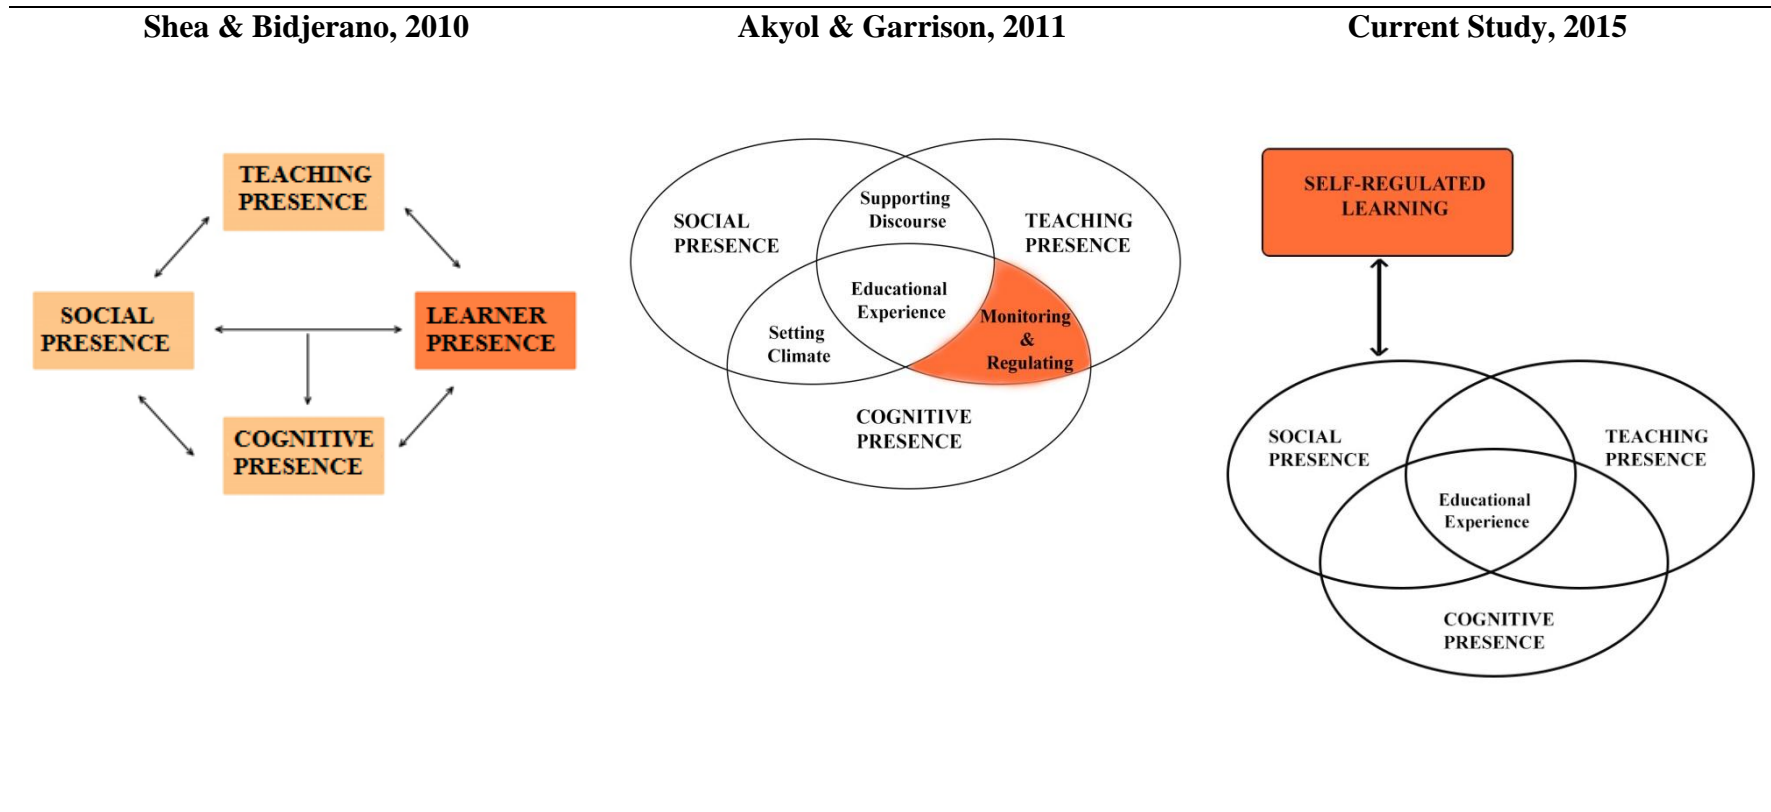 Shea & Bidjerano, 2010
Akyol & Garrison, 2011
Current Study, 2015
TEACHING
PRESENCE
SOCIAL
PRESENCE
LEARNER
PRESENCE
COGNITIVE
PRESENCE
SOCIAL
PRESENCE
Supporting
Discourse
TEACHING
PRESENCE
Educational
Experience
Setting
Climate
Monitoring
&
Regulating
COGNITIVE
PRESENCE
SELF-REGULATED
LEARNING
SOCIAL
PRESENCE
TEACHING
PRESENCE
Educational
Experience
COGNITIVE
PRESENCE